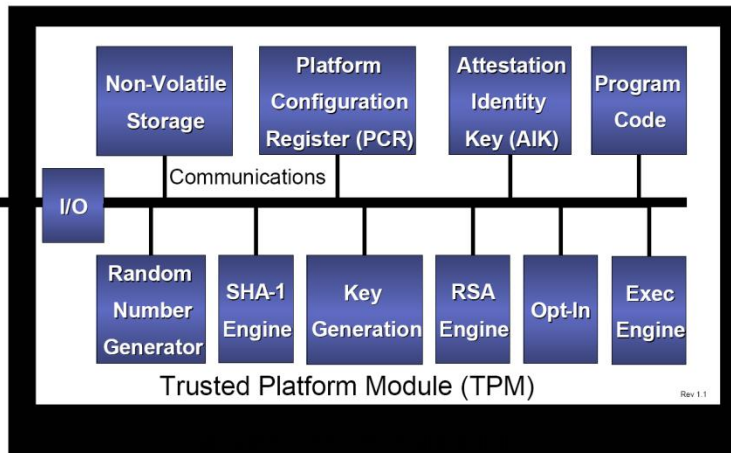 Non-Volatile
Storage
Platform
Configuration
Register (PCR)
Attestation
Identity
Key (AIK)
Program
Code
Communications
I/O
Random
Number
Generator
SHA-1
Engine
Key
Generation
RSA
Engine
Opt-In
Exec
Engine
Trusted Platform Module (TPM)
Rev 1.1